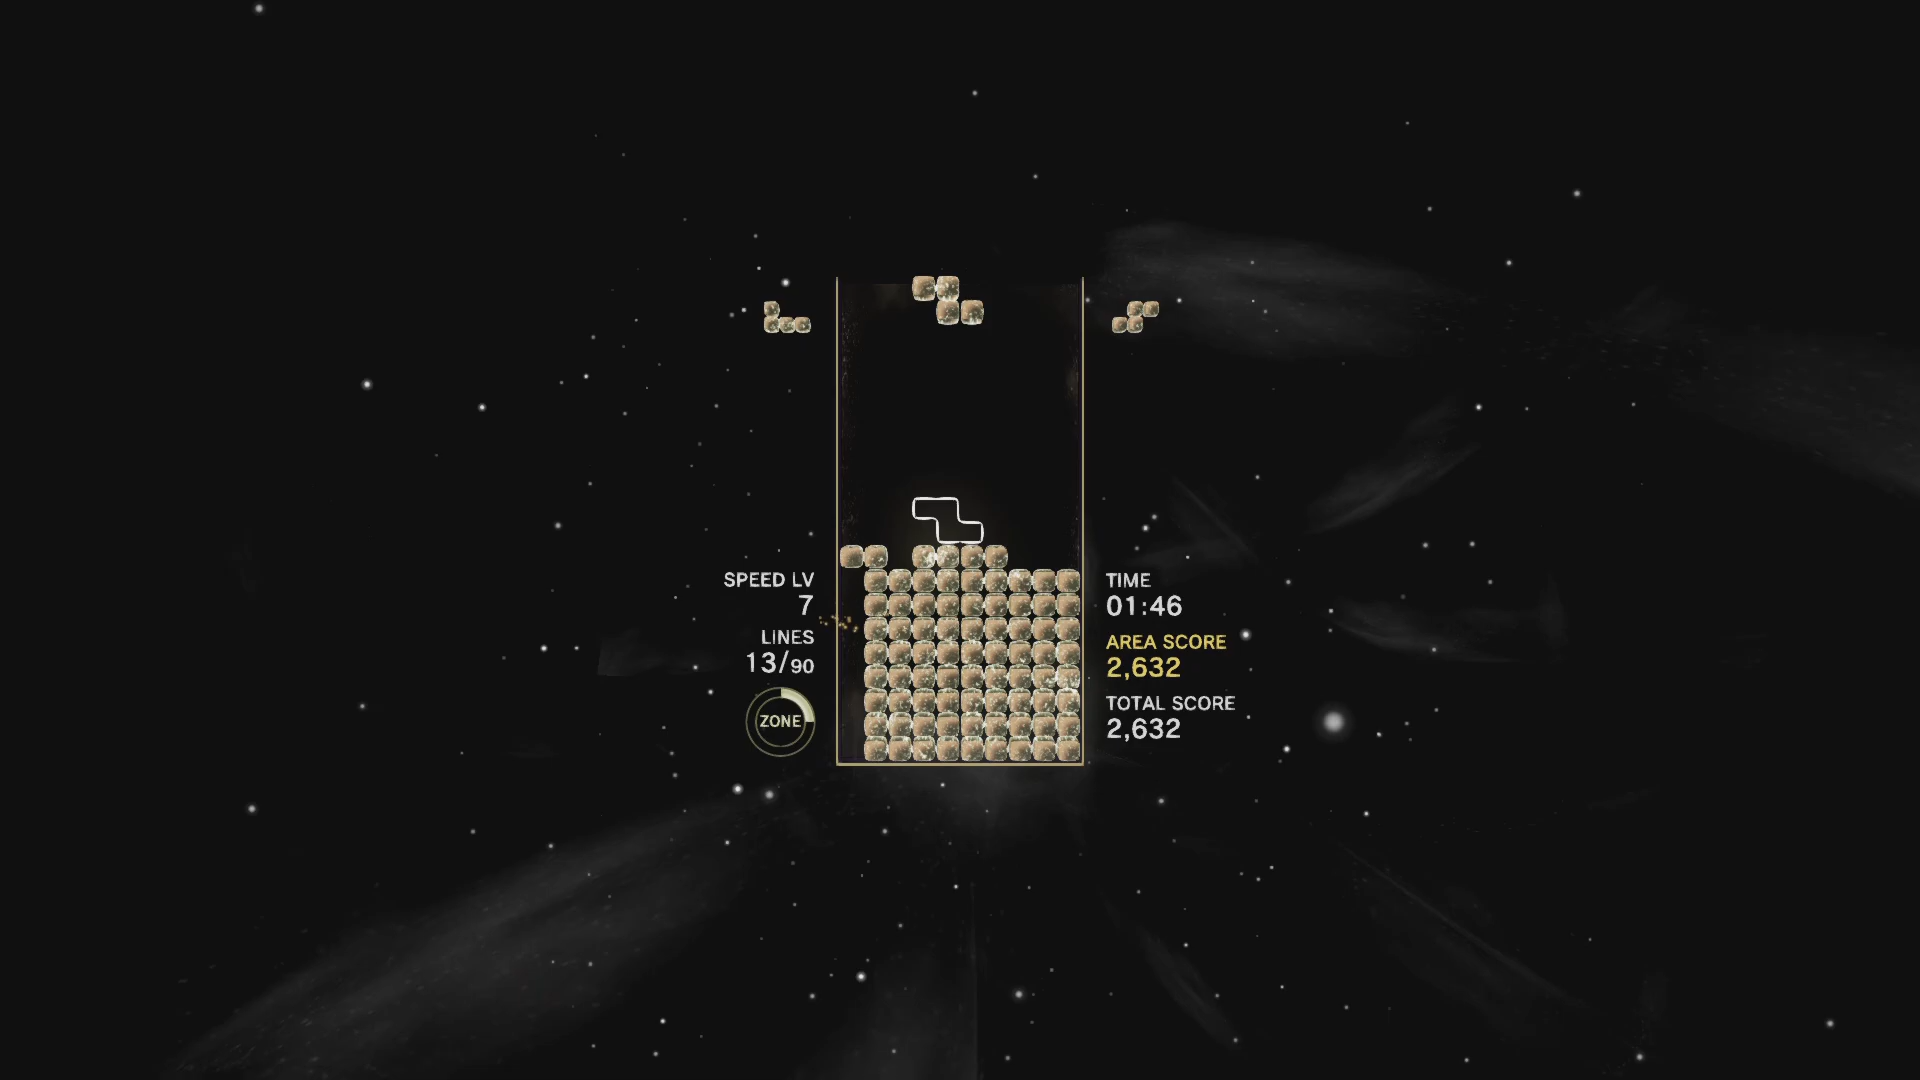 SPEED LV
7
LINES
13/90
ZONE
TIME
01:46
AREA SCORE
2,632
TOTAL SCORE
2,632